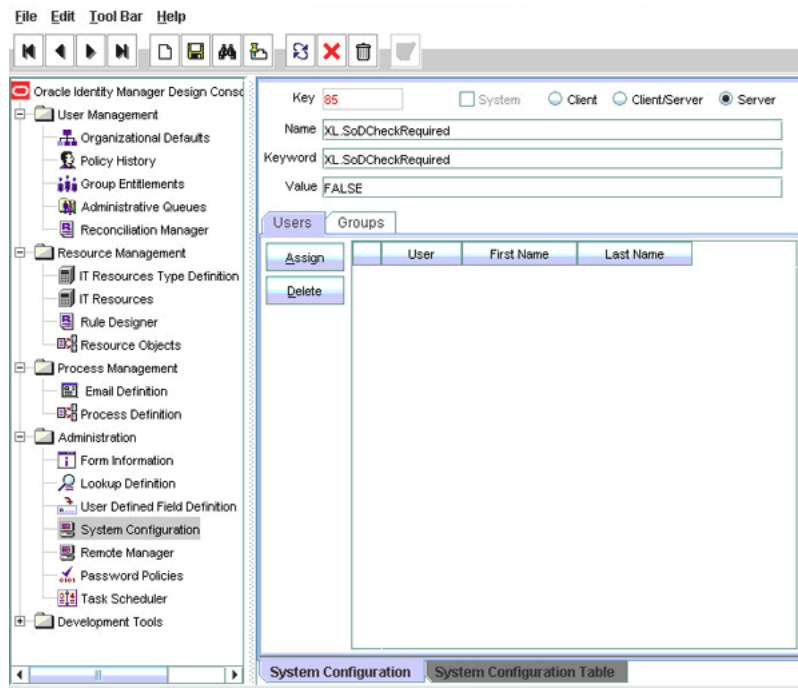 File Edit Tool Bar Help
Oracle Identity Manager Design Consc
User Management
Organizational Defaults
Policy History
Group Entitlements
Administrative Queues
Reconciliation Manager
Resource Management
IT Resources Type Definition
IT Resources
Rule Designer
Resource Objects
Process Management
Email Definition
Process Definition
Administration
Form Information
Lookup Definition
User Defined Field Definition
System Configuration
Remote Manager
Password Policies
Task Scheduler
Development Tools
Key 85 System Client Client/Server Server
Name XL.SoDCheckRequired
Keyword XL.SoDCheckRequired
Value FALSE
Users Groups
Assign User First Name Last Name
Delete
System Configuration System Configuration Table